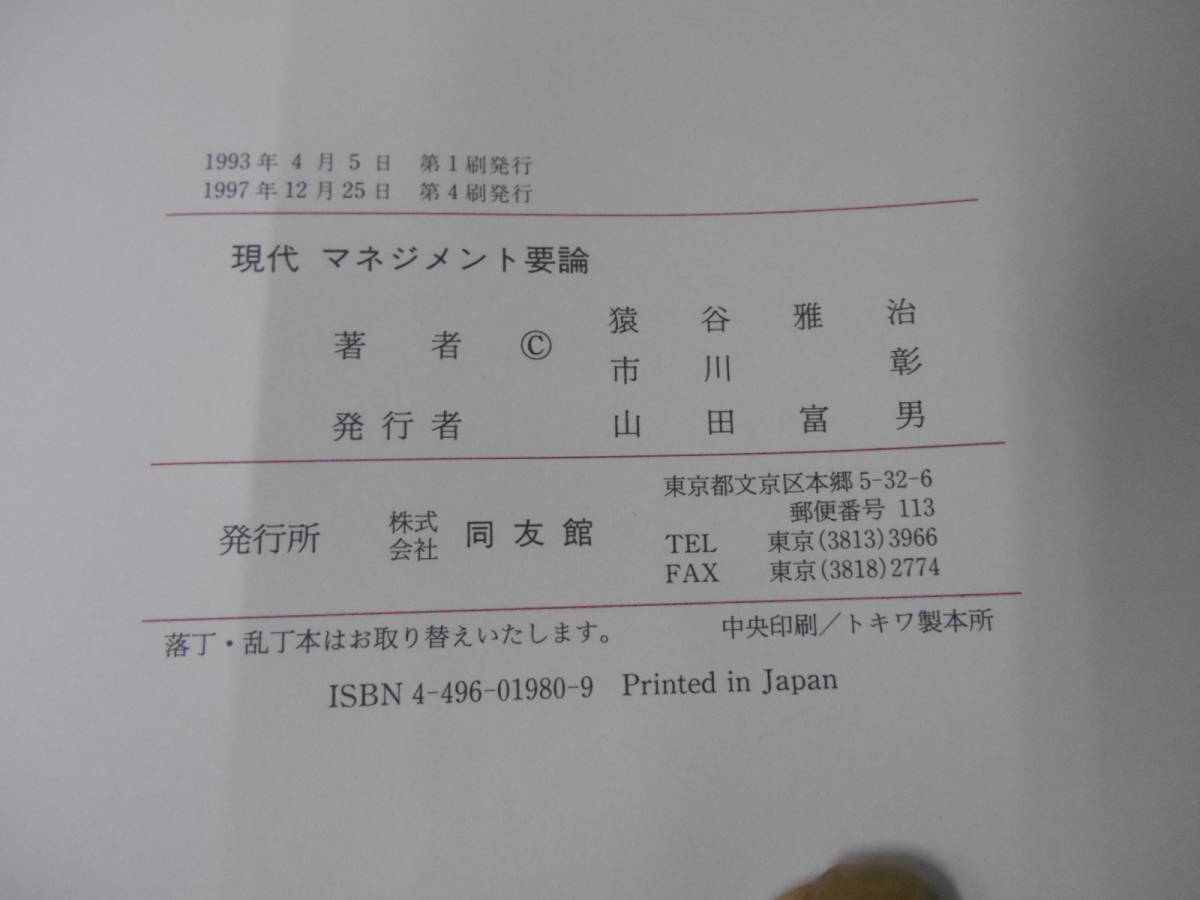 1993年 4 月 5 日　第1刷発行
1997年12月25日　第4刷発行
現代 マネジメント要論
著 者 © 猿 谷 雅 治
市 川 彰
発行者 山 田 富 男
発行所 株式会社 同友館
東京都文京区本郷5-32-6
郵便番号 113
TEL 東京(3813)3966
FAX 東京(3818)2774
落丁・乱丁本はお取り替えいたします。 中央印刷／トキワ製本所
ISBN 4-496-01980-9 Printed in Japan